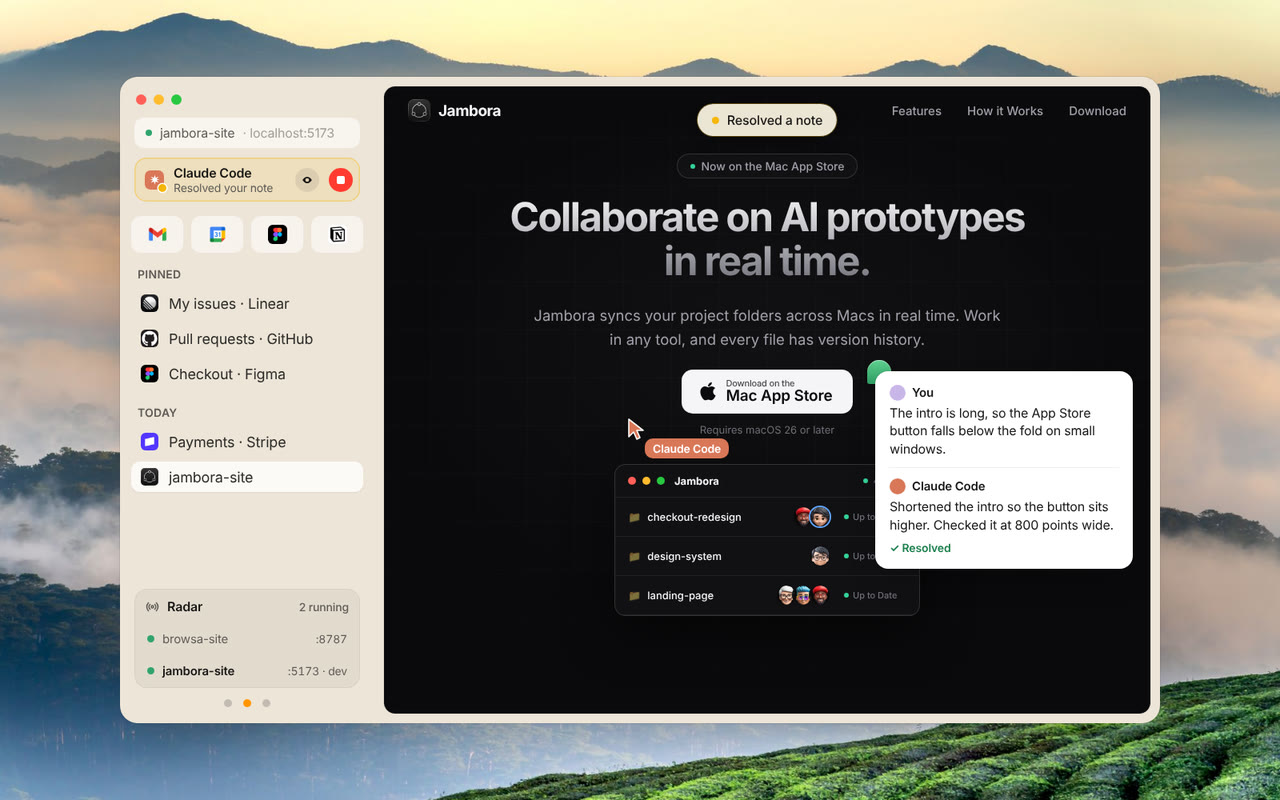 jambora-site · localhost:5173
Claude Code
Resolved your note
31
PINNED
My issues · Linear
Pull requests · GitHub
Checkout · Figma
TODAY
Payments · Stripe
jambora-site
Radar
2 running
browsa-site
:8787
jambora-site
:5173 · dev
Jambora
Resolved a note
Features
How it Works
Download
Now on the Mac App Store
Collaborate on AI prototypes
in real time.
Jambora syncs your project folders across Macs in real time. Work
in any tool, and every file has version history.
Download on the
Mac App Store
Requires macOS 26 or later
Claude Code
Jambora
checkout-redesign
Up to
design-system
Up to
landing-page
Up to Date
You
The intro is long, so the App Store
button falls below the fold on small
windows.
Claude Code
Shortened the intro so the button sits
higher. Checked it at 800 points wide.
✓ Resolved